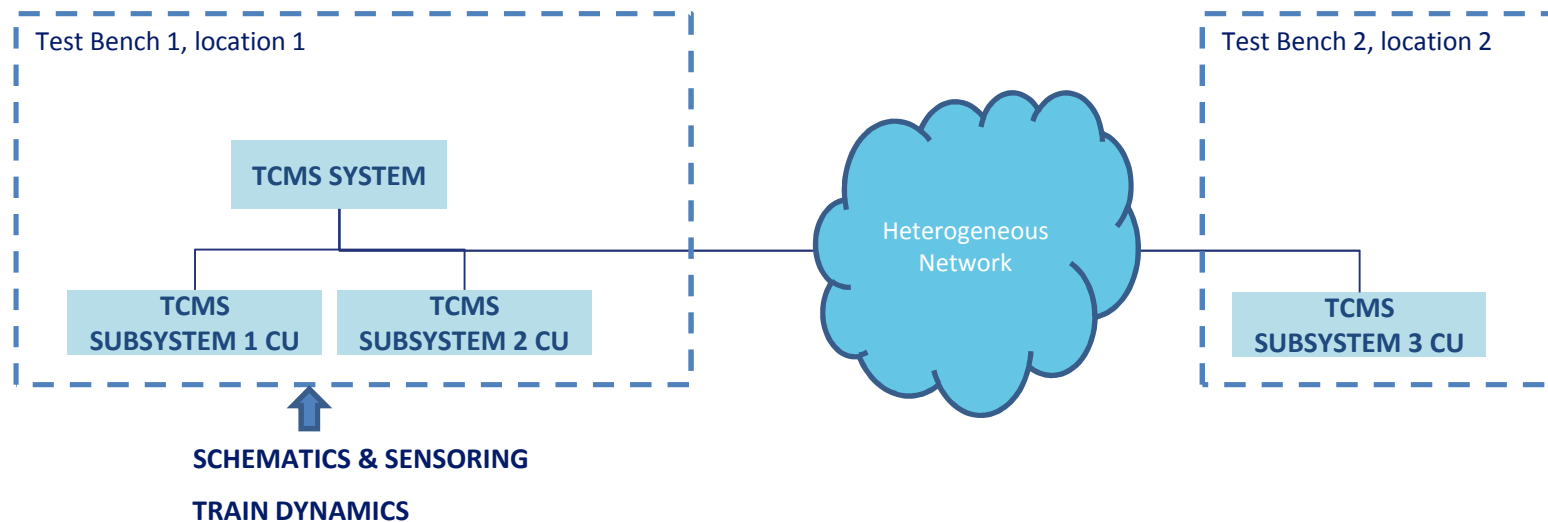 Test Bench 1, location 1
Test Bench 2, location 2
TCMS SYSTEM
Heterogeneous
Network
TCMS
SUBSYSTEM 1 CU
TCMS
SUBSYSTEM 2 CU
TCMS
SUBSYSTEM 3 CU
SCHEMATICS & SENSORING
TRAIN DYNAMICS